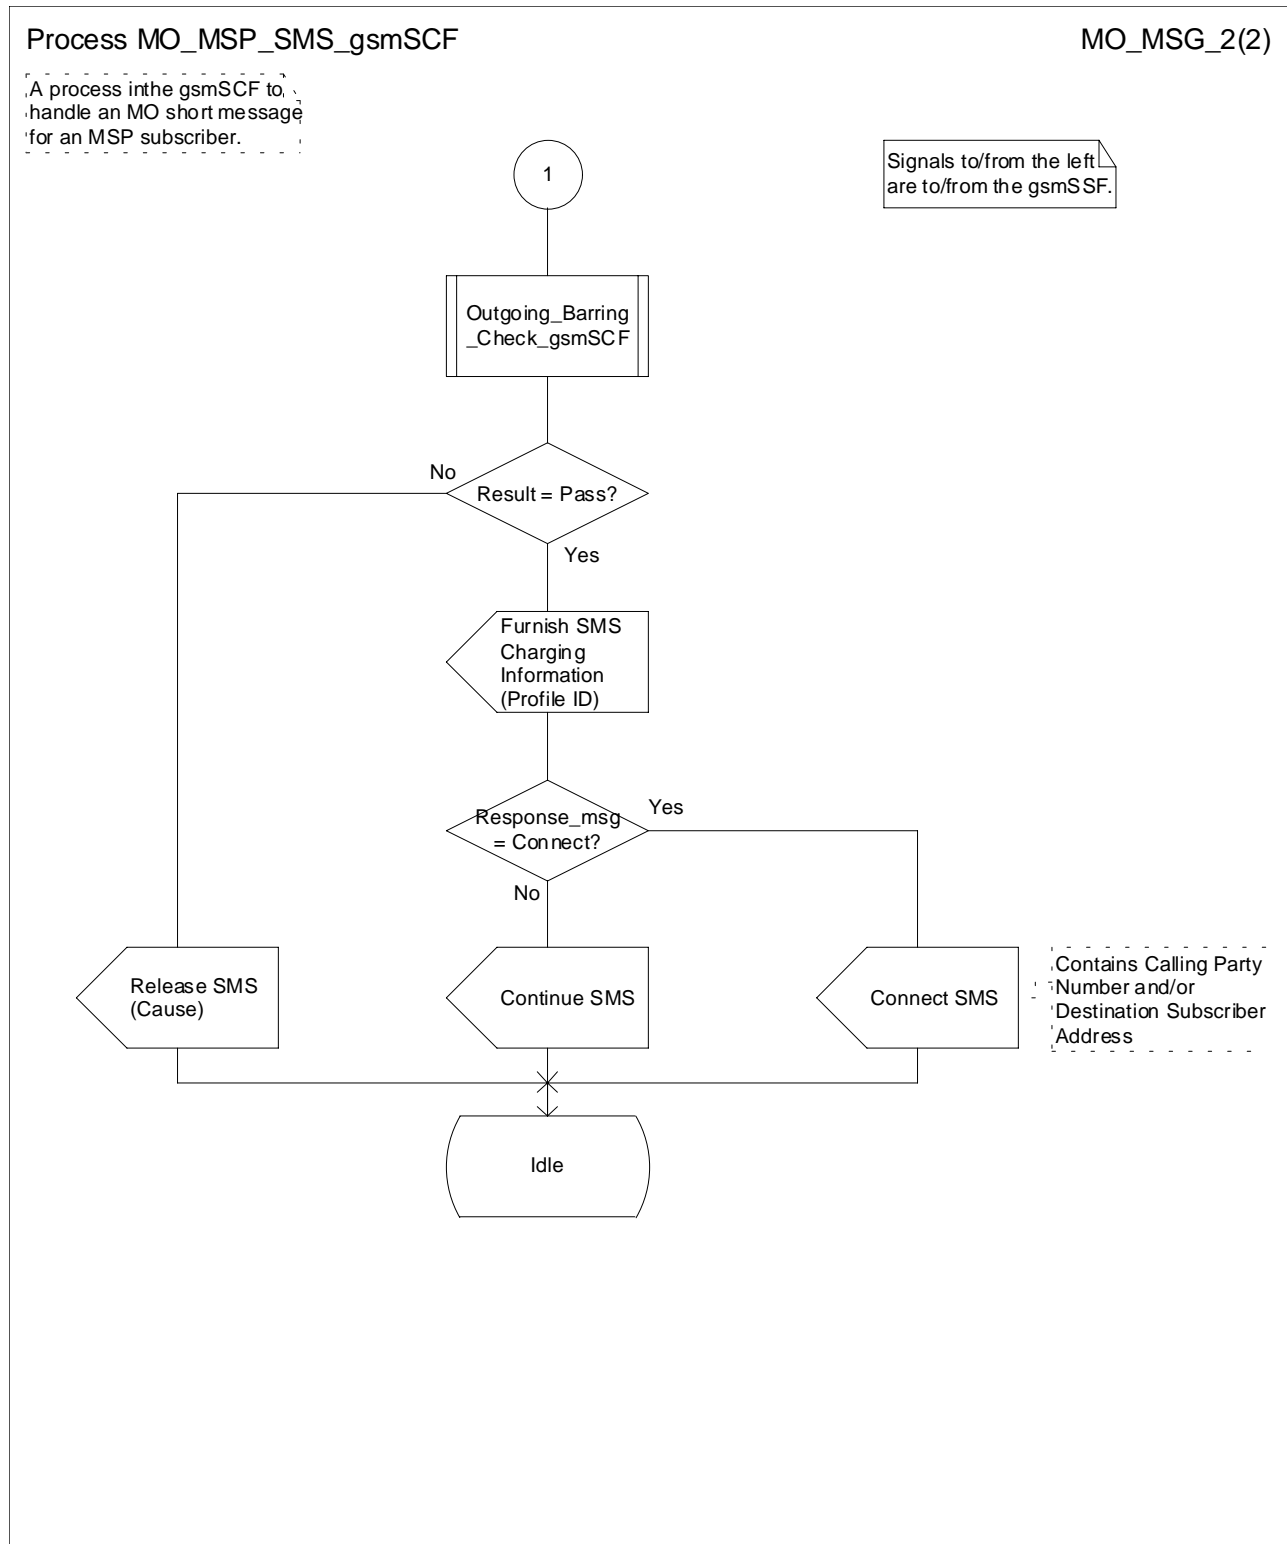 Process MO_MSP_SMS_gsmSCF
MO_MSG_2(2)
A process inthe gsmSCF to
handle an MO short message
for an MSP subscriber.
Signals to/from the left
are to/from the gsmSSF.
1
Outgoing_Barring
_Check_gsmSCF
No
Result = Pass?
Yes
Furnish SMS
Charging
Information
(Profile ID)
Response_msg
= Connect?
Yes
No
Release SMS
(Cause)
Continue SMS
Connect SMS
Contains Calling Party
Number and/or
Destination Subscriber
Address
Idle